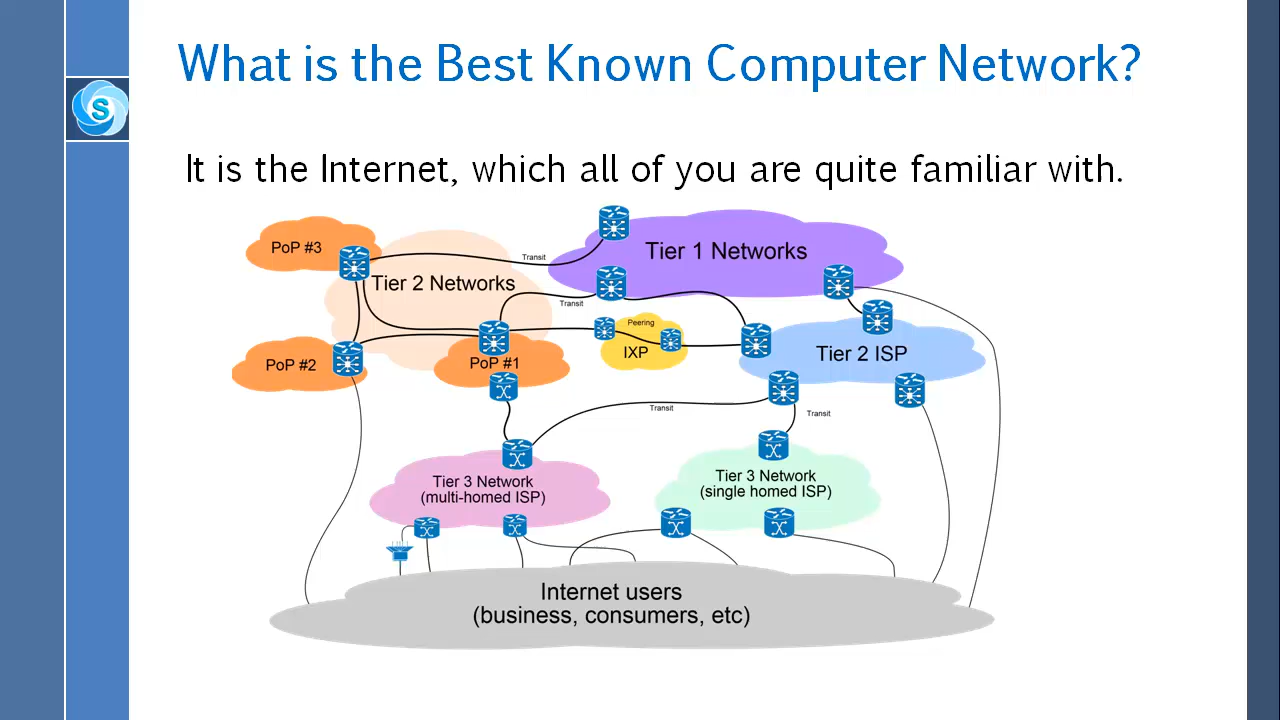 What is the Best Known Computer Network?
S
It is the Internet, which all of you are quite familiar with.
PoP #3
Tier 1 Networks
Transit
Tier 2 Networks
Transit
Peering
IXP
Tier 2 ISP
PoP #2
PoP #1
Transit
Transit
Tier 3 Network
(multi-homed ISP)
Tier 3 Network
(single homed ISP)
Internet users
(business, consumers, etc)